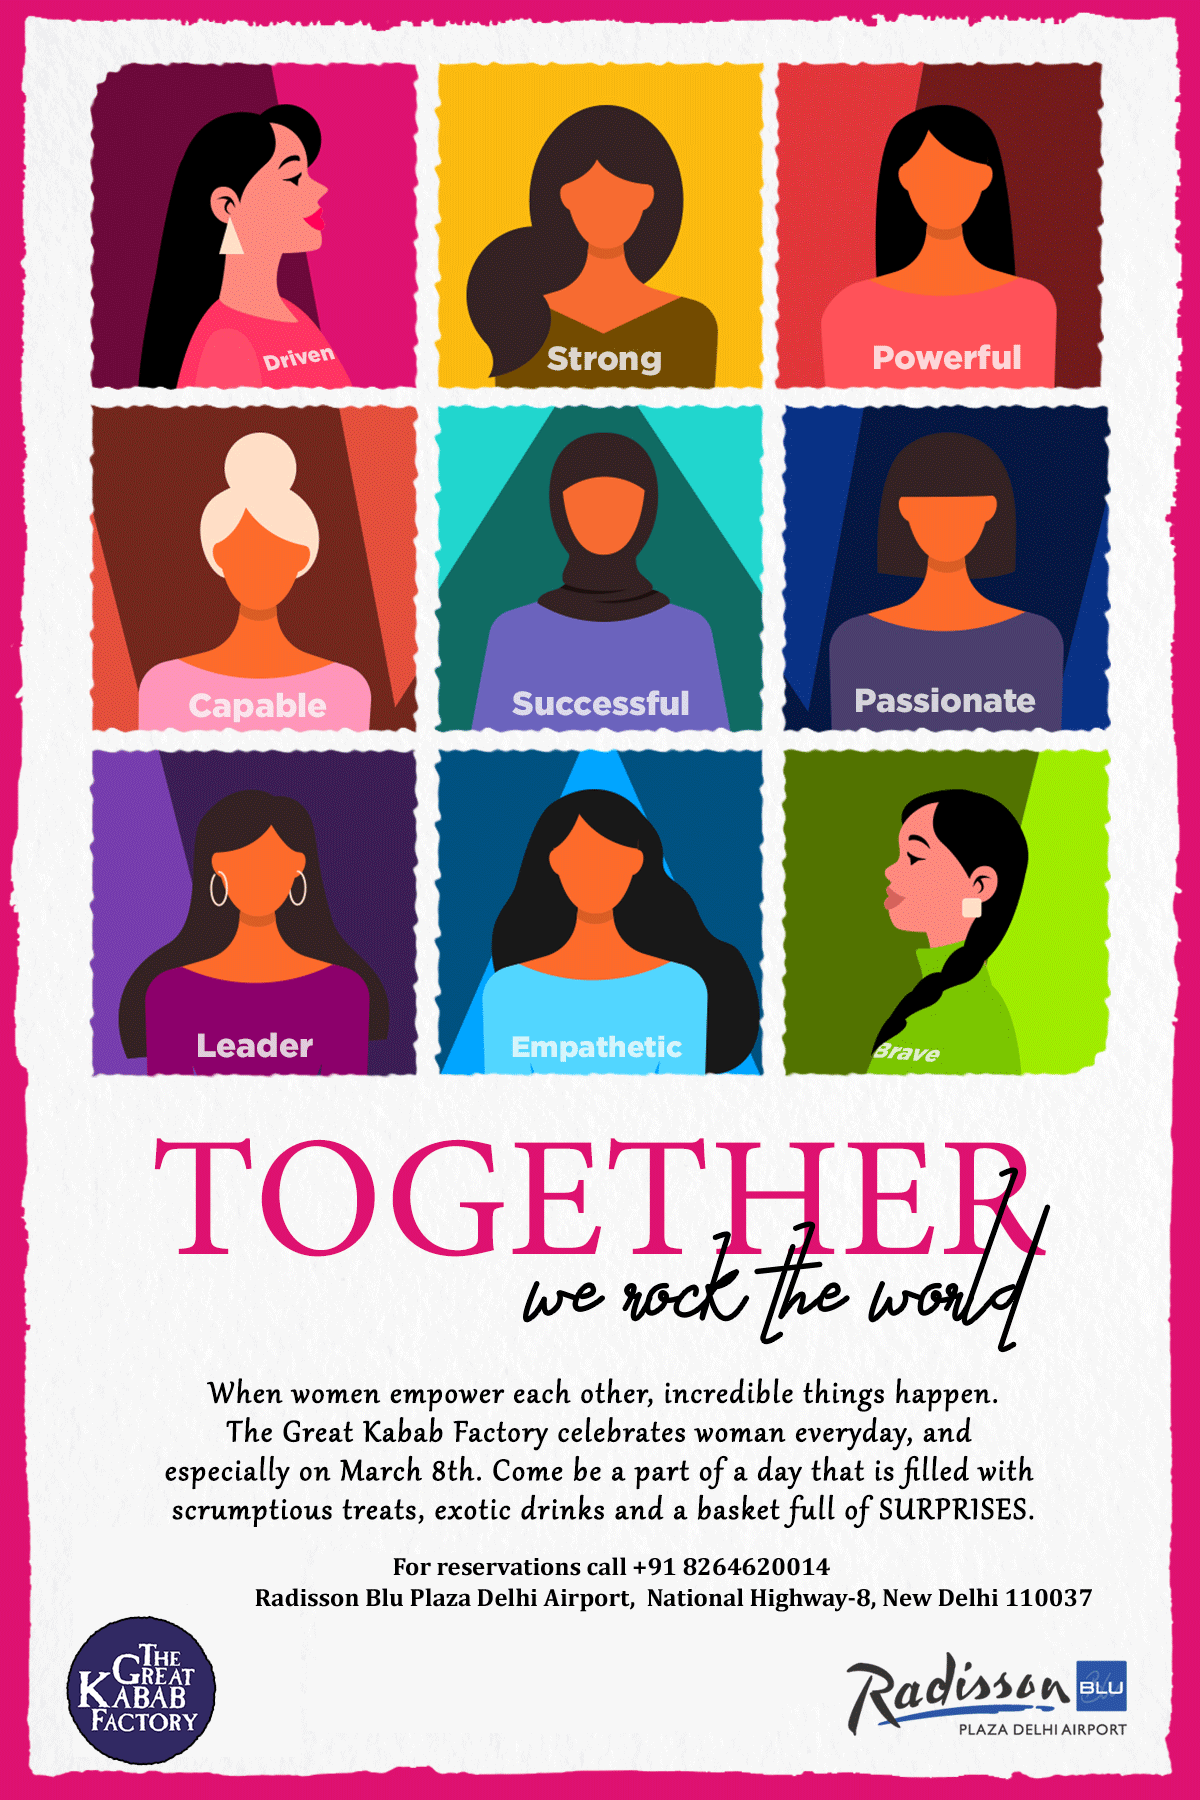 Driven
Strong
Powerful
Capable
Successful
Passionate
Leader
Empathetic
Brave
TOGETHER
we rock the world
When women empower each other, incredible things happen.
The Great Kabab Factory celebrates woman everyday, and
especially on March 8th. Come be a part of a day that is filled with
scrumptious treats, exotic drinks and a basket full of SURPRISES.
For reservations call +91 8264620014
Radisson Blu Plaza Delhi Airport, National Highway-8, New Delhi 110037
THE
GREAT
KABAB
FACTORY
Radisson BLU
PLAZA DELHI AIRPORT